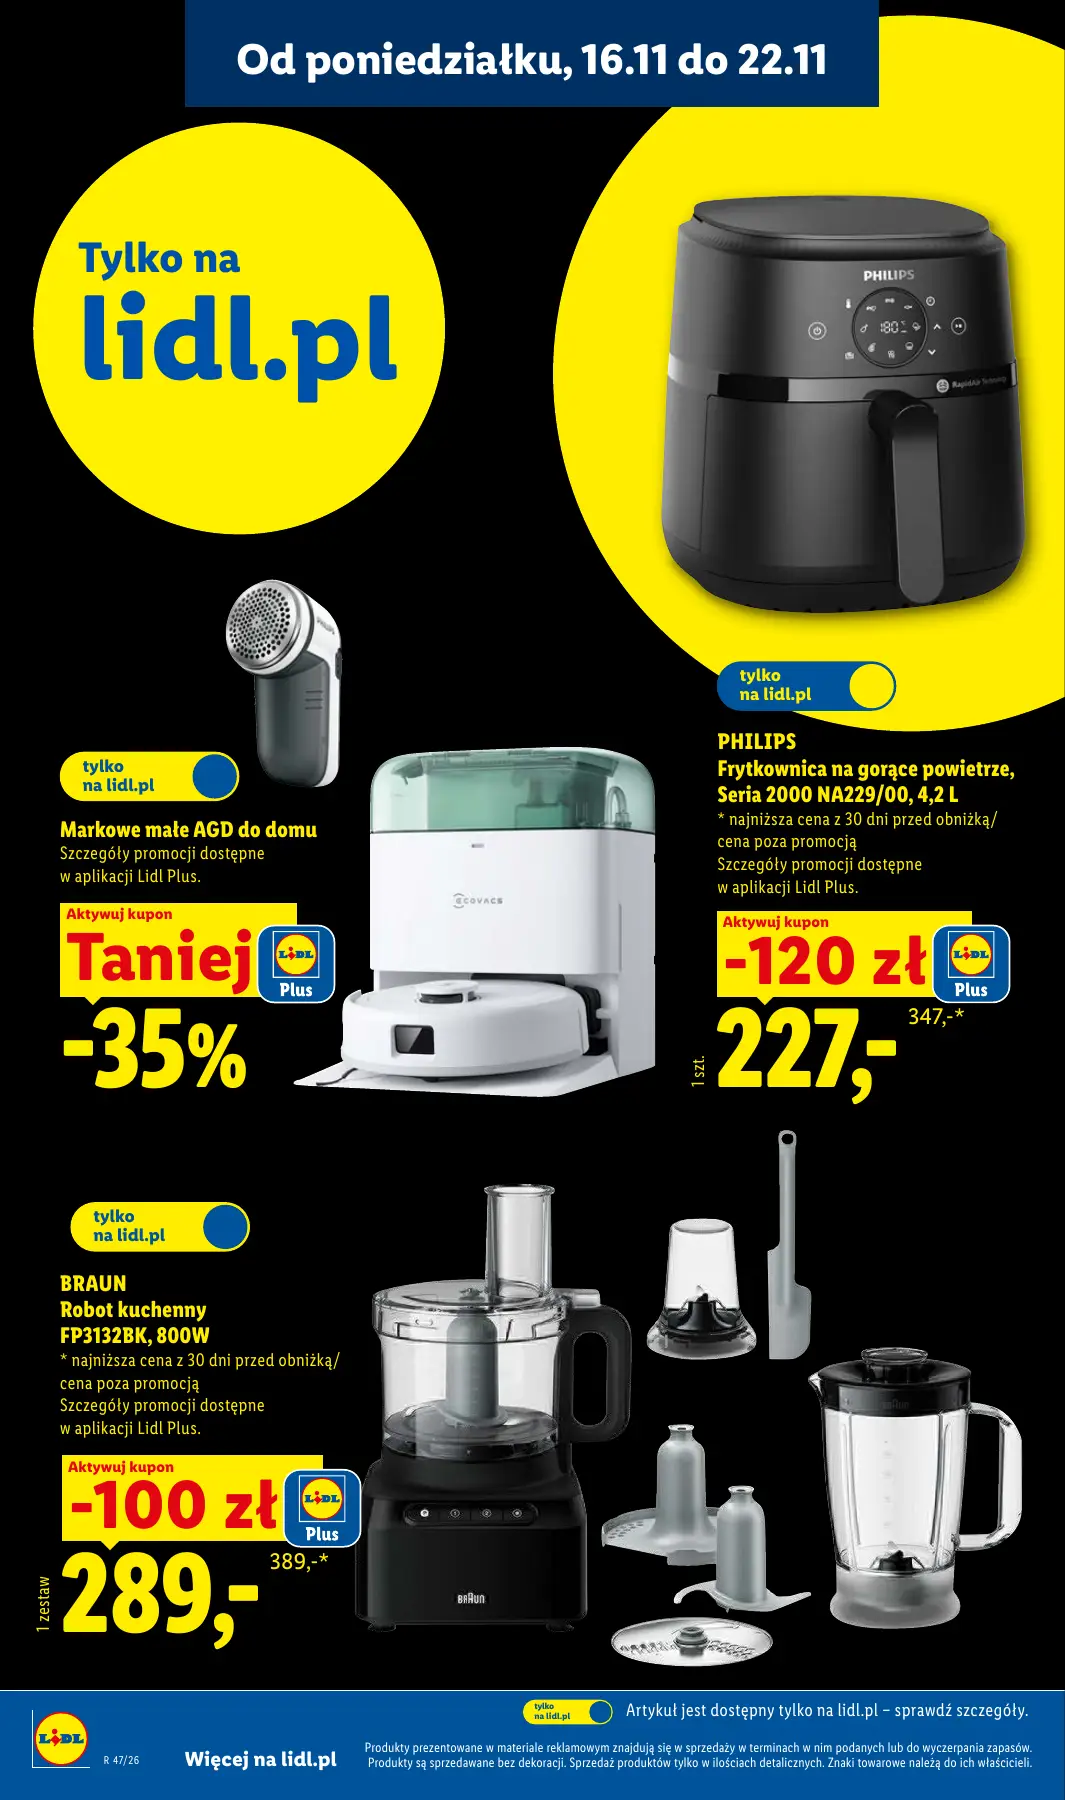 Od poniedziałku, 16.11 do 22.11
Tylko na
lidl.pl
PHILIPS
180 °C
RapidAir Technology
tylko
na lidl.pl
PHILIPS
Frytkownica na gorące powietrze,
Seria 2000 NA229/00, 4,2 L
* najniższa cena z 30 dni przed obniżką/
cena poza promocją
Szczegóły promocji dostępne
w aplikacji Lidl Plus.
Aktywuj kupon
-120 zł
LIDL
Plus
347,-*
227,-
1 szt.
PHILIPS
tylko
na lidl.pl
Markowe małe AGD do domu
Szczegóły promocji dostępne
w aplikacji Lidl Plus.
Aktywuj kupon
Taniej
LIDL
Plus
-35%
ECOVACS
tylko
na lidl.pl
BRAUN
Robot kuchenny
FP3132BK, 800W
* najniższa cena z 30 dni przed obniżką/
cena poza promocją
Szczegóły promocji dostępne
w aplikacji Lidl Plus.
Aktywuj kupon
-100 zł
LIDL
Plus
389,-*
289,-
1 zestaw
BRAUN
BRAUN
tylko
na lidl.pl
Artykuł jest dostępny tylko na lidl.pl – sprawdź szczegóły.
LIDL
R 47/26
Więcej na lidl.pl
Produkty prezentowane w materiale reklamowym znajdują się w sprzedaży w terminach w nim podanych lub do wyczerpania zapasów.
Produkty są sprzedawane bez dekoracji. Sprzedaż produktów tylko w ilościach detalicznych. Znaki towarowe należą do ich właścicieli.